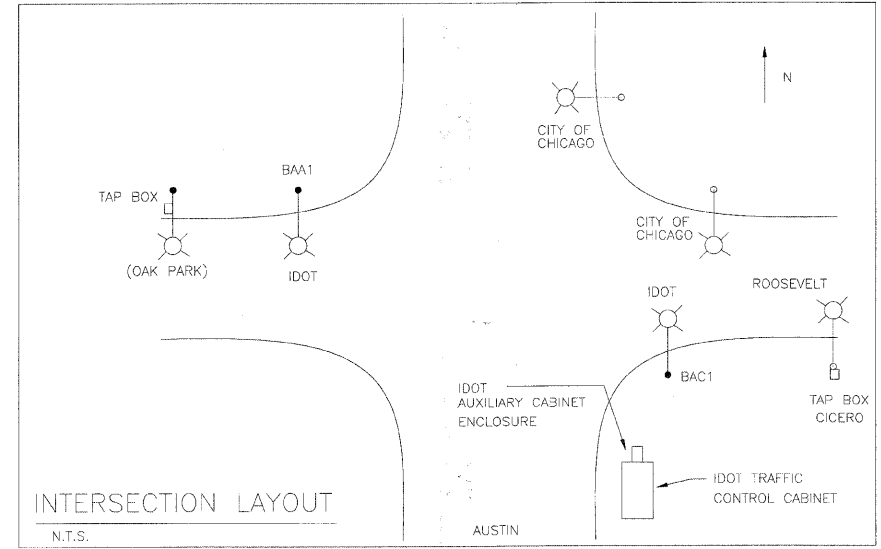 N
CITY OF
CHICAGO
BAA1
TAP BOX
CITY OF
CHICAGO
(OAK PARK)
IDOT
IDOT
ROOSEVELT
BAC1
IDOT
AUXILIARY CABINET
ENCLOSURE
TAP BOX
CICERO
IDOT TRAFFIC
CONTROL CABINET
INTERSECTION LAYOUT
N.T.S.
AUSTIN